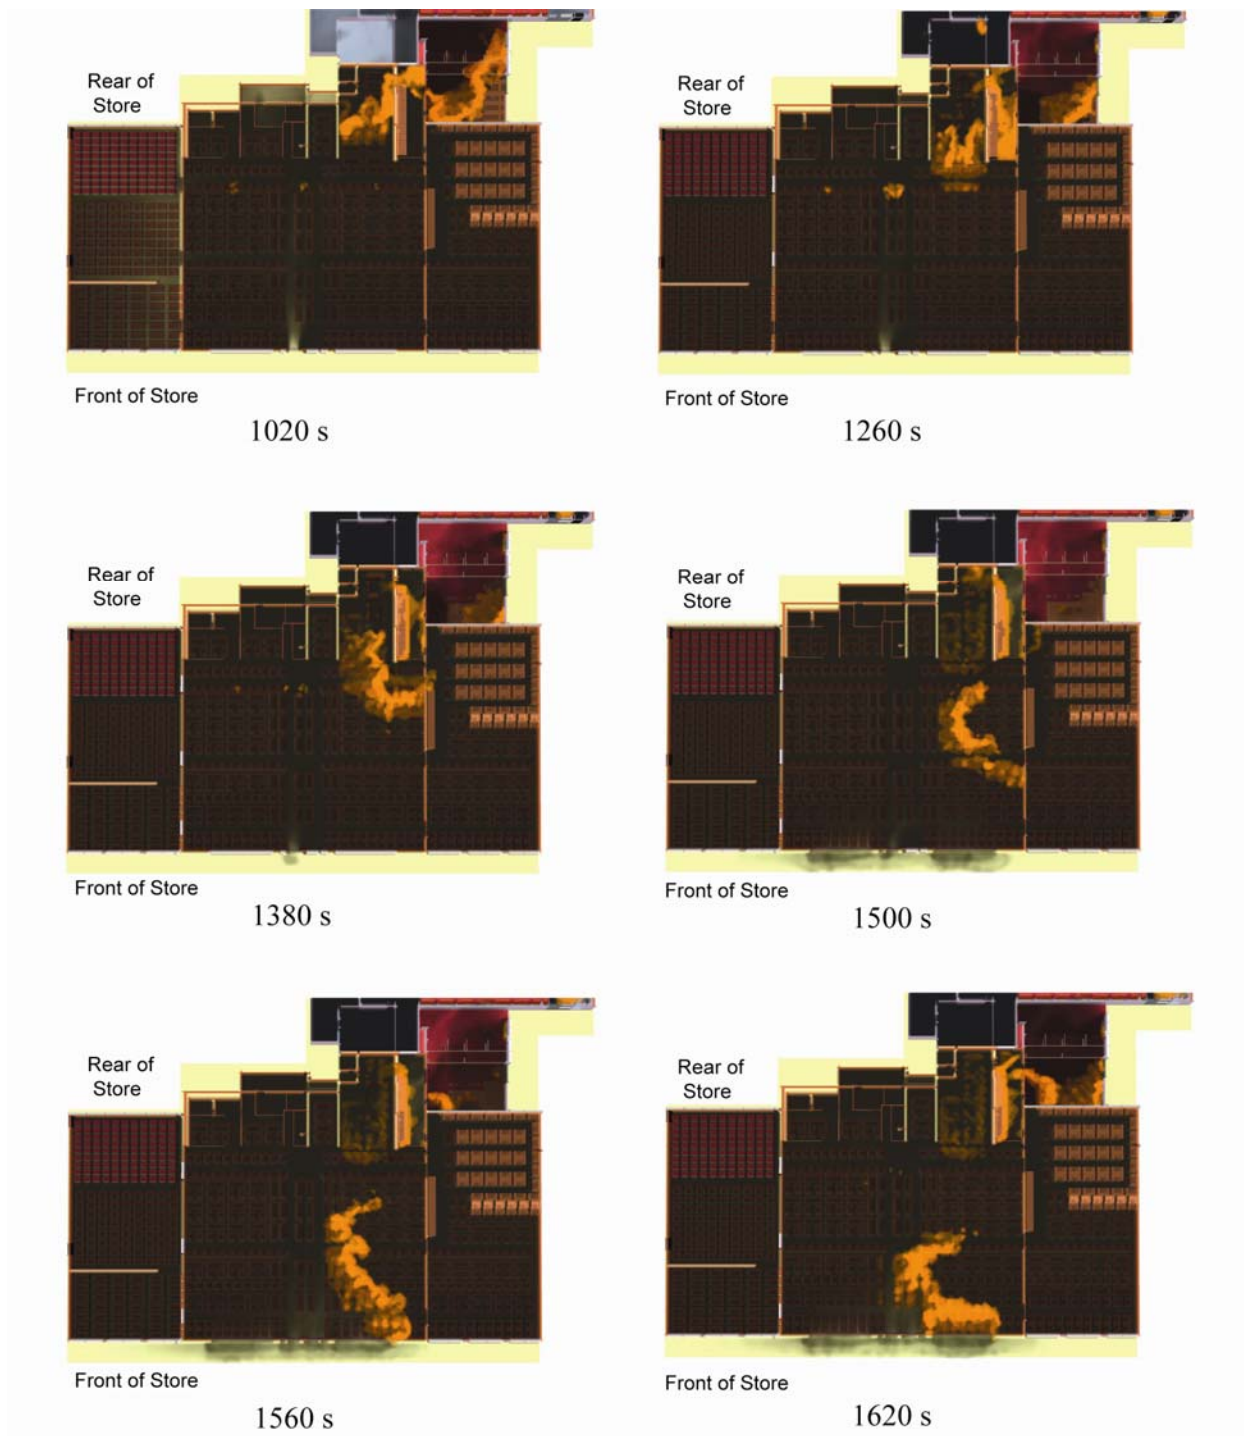 Rear of
Store
Front of Store
1020 s
Rear of
Store
Front of Store
1260 s
Rear of
Store
Front of Store
1380 s
Rear of
Store
Front of Store
1500 s
Rear of
Store
Front of Store
1560 s
Rear of
Store
Front of Store
1620 s